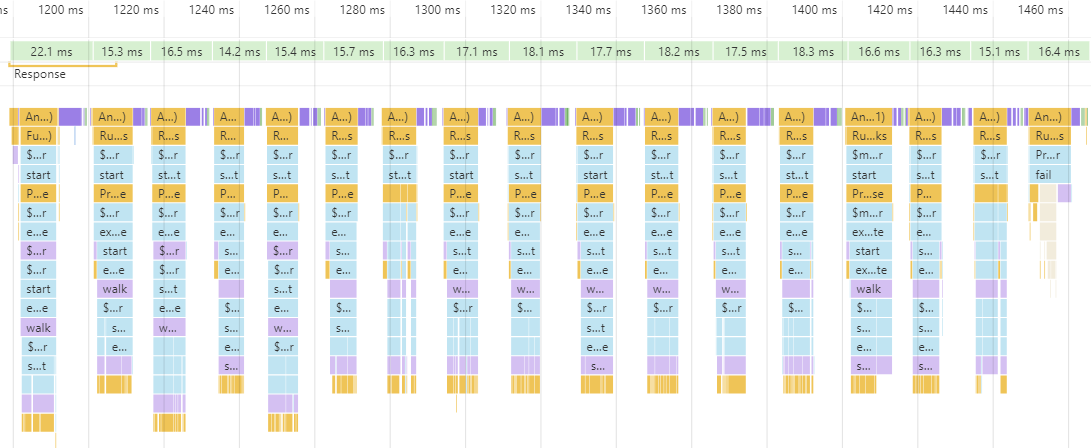 ns
1200 ms
1220 ms
1240 ms
1260 ms
1280 ms
1300 ms
1320 ms
1340 ms
1360 ms
1380 ms
1400 ms
1420 ms
1440 ms
1460 ms
22.1 ms 15.3 ms 16.5 ms 14.2 ms 15.4 ms 15.7 ms 16.3 ms 17.1 ms 18.1 ms 17.7 ms 18.2 ms 17.5 ms 18.3 ms 16.6 ms 16.3 ms 15.1 ms 16.4 ms
Response
An...) An...) A...) A...) A...) A...) A...) A...) A...) A...) A...) A...) A...) An...1) A...) A...) An...)
Fu...) Ru...s R...s R... R... R...s R...s R...s R...s R...s R...s R...s R...s Ru...ks R...s R...s Ru...s
$...r $...r $...r $...r $...r $...r $...r $...r $...r $...r $...r $...r $...r $m...r $...r $...r Pr...r
start start st...t s...t s...t s...t s...t start s...t start st...t s...t st...t start s...t s...t fail
P...e Pr...e P...e P... P... P...e P...e P...e P...e P...e P...e P...e Pr...se P...
$...r $...r $...r $...r $...r $...r $...r $...r $...r $...r $...r $...r $m...r $...r
e...e ex...e e...e e... e... e... e...e e...e e...e e...e e... e... ex...te e...e
$...r start $...r s... $...r s... s...t s...t s...t s...t s...t s... start s...t
$...r e...e $...r e... $...r e... e... e... e...e e... e... e... ex...te e...
start walk s...t s...t w... w... w... w... w... walk
e...e $...r e...e e...e $... $...r $... $...r $...r $...r $... $...r $...r
walk s... w... w... s...t s... s...
$...r e... $...r $...r e...e e... e...
s...t s...t s... s...t s... s... s...